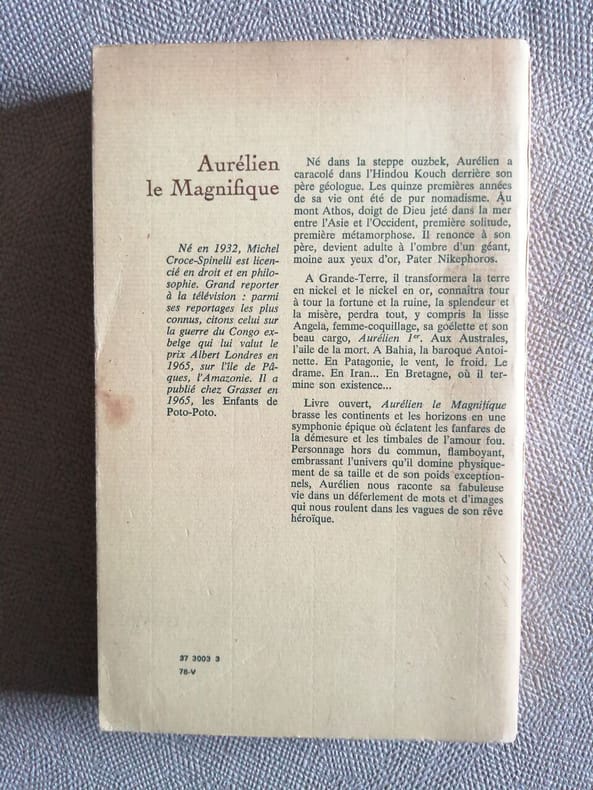 Aurélien
le Magnifique
Né en 1932, Michel
Croce-Spinelli est licen-
cié en droit et en philo-
sophie. Grand reporter
à la télévision : parmi
ses reportages les plus
connus, citons celui sur
la guerre du Congo ex-
belge qui lui valut le
prix Albert Londres en
1965, sur l'île de Pâ-
ques, l'Amazonie. Il a
publié chez Grasset en
1965, les Enfants de
Poto-Poto.
Né dans la steppe ouzbek, Aurélien a
caracolé dans l'Hindou Kouch derrière son
père géologue. Les quinze premières années
de sa vie ont été de pur nomadisme. Au
mont Athos, doigt de Dieu jeté dans la mer
entre l'Asie et l'Occident, première solitude,
première métamorphose. Il renonce à son
père, devient adulte à l'ombre d'un géant,
moine aux yeux d'or, Pater Nikephoros.
A Grande-Terre, il transformera la terre
en nickel et le nickel en or, connaîtra tour
à tour la fortune et la ruine, la splendeur et
la misère, perdra tout, y compris la lisse
Angela, femme-coquillage, sa goélette et son
beau cargo, Aurélien Ier. Aux Australes,
l'aile de la mort. A Bahia, la baroque Antoi-
nette. En Patagonie, le vent, le froid. Le
drame. En Iran... En Bretagne, où il ter-
mine son existence...
Livre ouvert, Aurélien le Magnifique
brasse les continents et les horizons en une
symphonie épique où éclatent les fanfares de
la démesure et les timbales de l'amour fou.
Personnage hors du commun, flamboyant,
embrassant l'univers qu'il domine physique-
ment de sa taille et de son poids exception-
nels, Aurélien nous raconte sa fabuleuse
vie dans un déferlement de mots et d'images
qui nous roulent dans les vagues de son rêve
héroïque.
37 3003 3
78-V